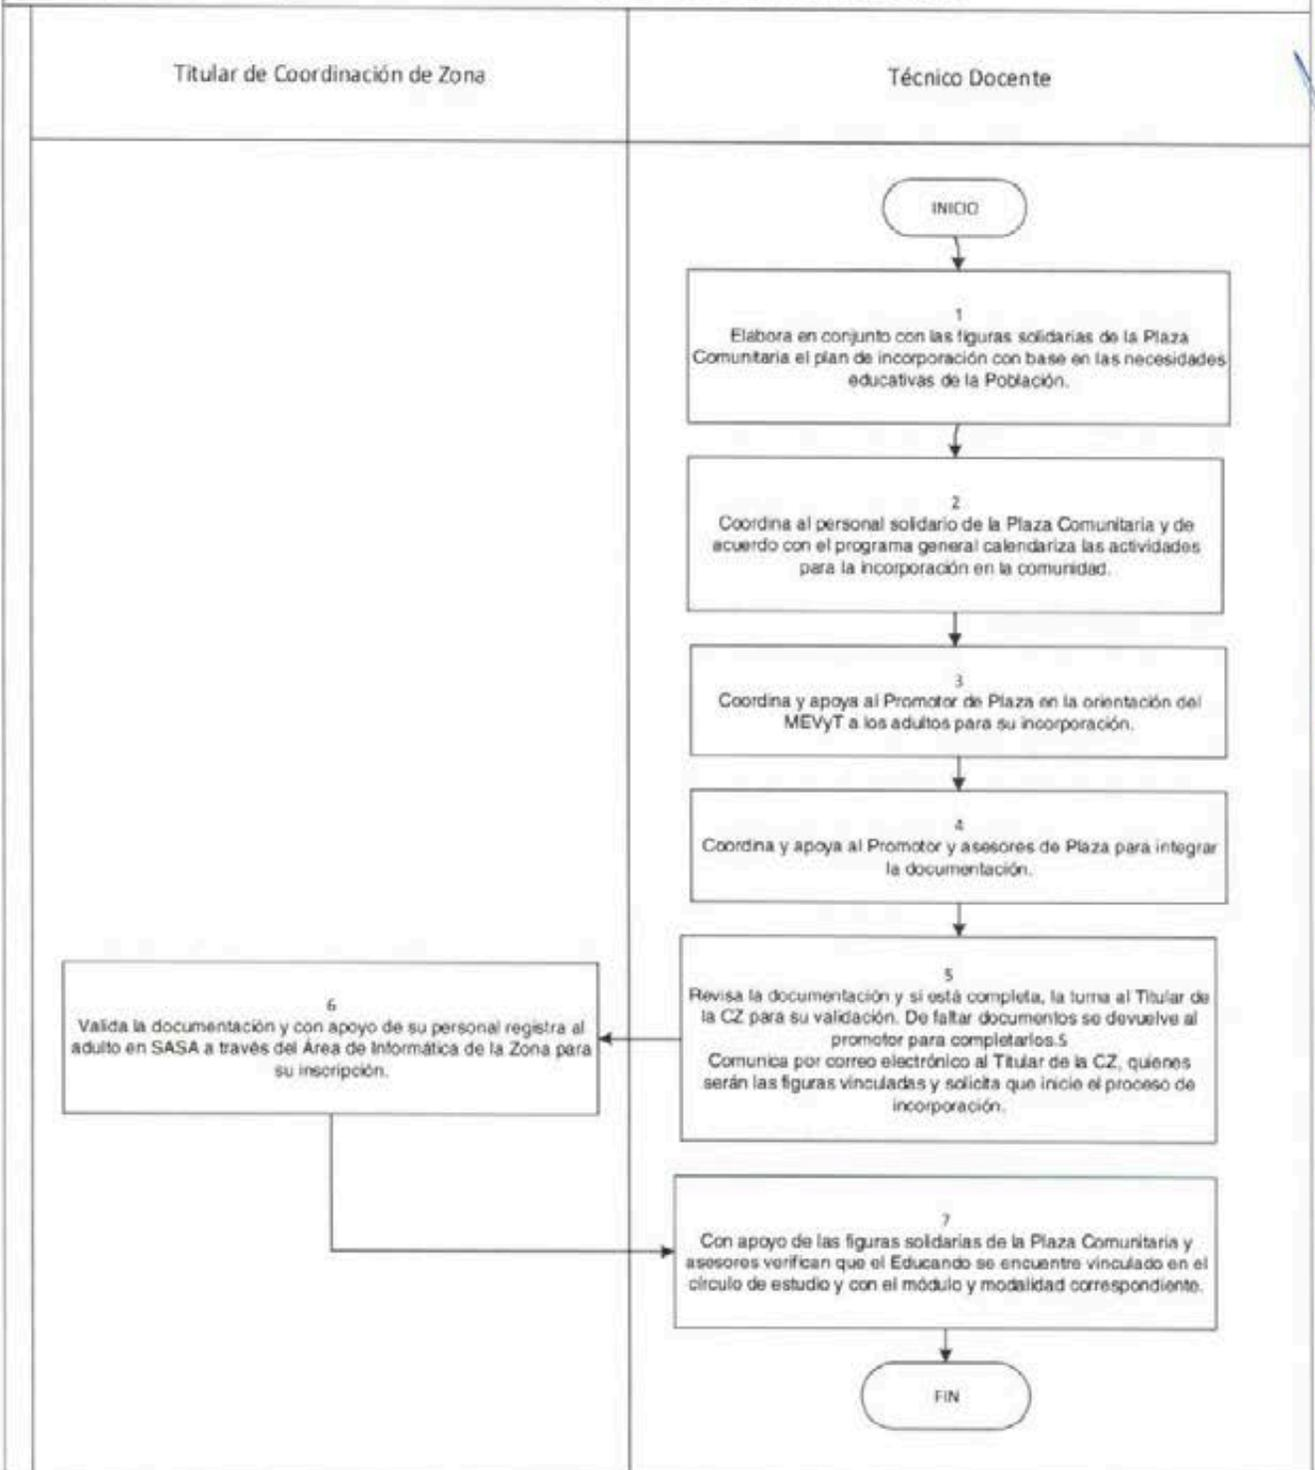 Titular de Coordinación de Zona
Técnico Docente
INICIO
1
Elabora en conjunto con las figuras solidarias de la Plaza
Comunitaria el plan de incorporación con base en las necesidades
educativas de la Población.
2
Coordina al personal solidario de la Plaza Comunitaria y de
acuerdo con el programa general calendariza las actividades
para la incorporación en la comunidad.
3
Coordina y apoya al Promotor de Plaza en la orientación del
MEVyT a los adultos para su incorporación.
4
Coordina y apoya al Promotor y asesores de Plaza para integrar
la documentación.
5
Revisa la documentación y si está completa, la turna al Titular de
la CZ para su validación. De faltar documentos se devuelve al
promotor para completarlos.5
Comunica por correo electrónico al Titular de la CZ, quienes
serán las figuras vinculadas y solicita que inicie el proceso de
incorporación.
6
Valida la documentación y con apoyo de su personal registra al
adulto en SASA a través del Área de Informática de la Zona para
su inscripción.
7
Con apoyo de las figuras solidarias de la Plaza Comunitaria y
asesores verifican que el Educando se encuentre vinculado en el
círculo de estudio y con el módulo y modalidad correspondiente.
FIN